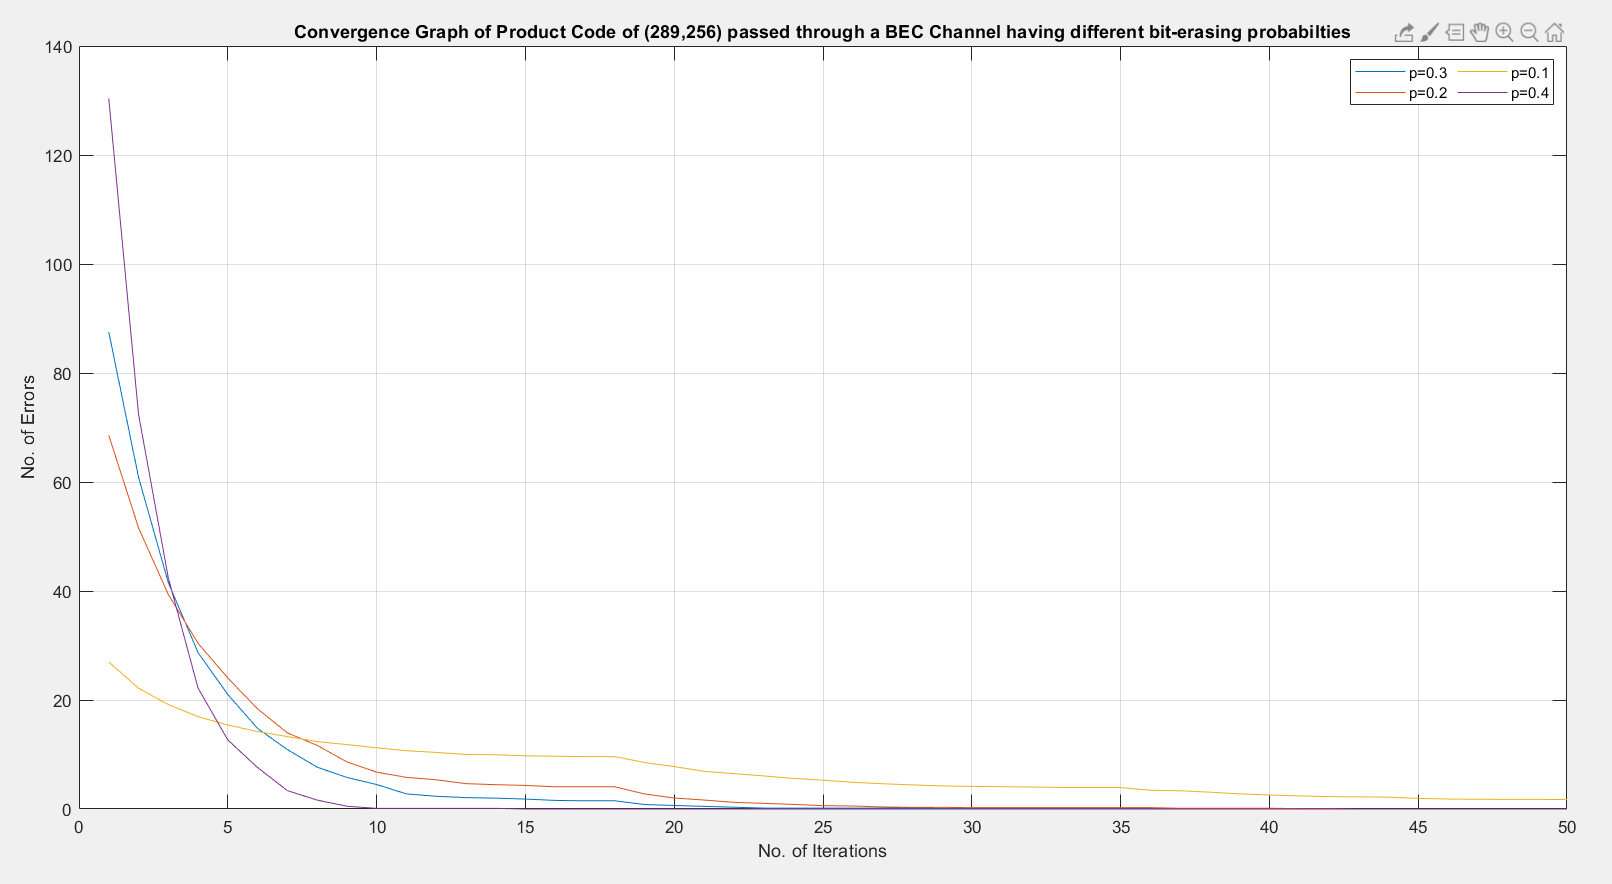 Convergence Graph of Product Code of (289,256) passed through a BEC Channel having different bit-erasing probabilties
p=0.3 p=0.1
p=0.2 p=0.4
140
120
100
80
60
40
20
0
No. of Errors
0 5 10 15 20 25 30 35 40 45 50
No. of Iterations